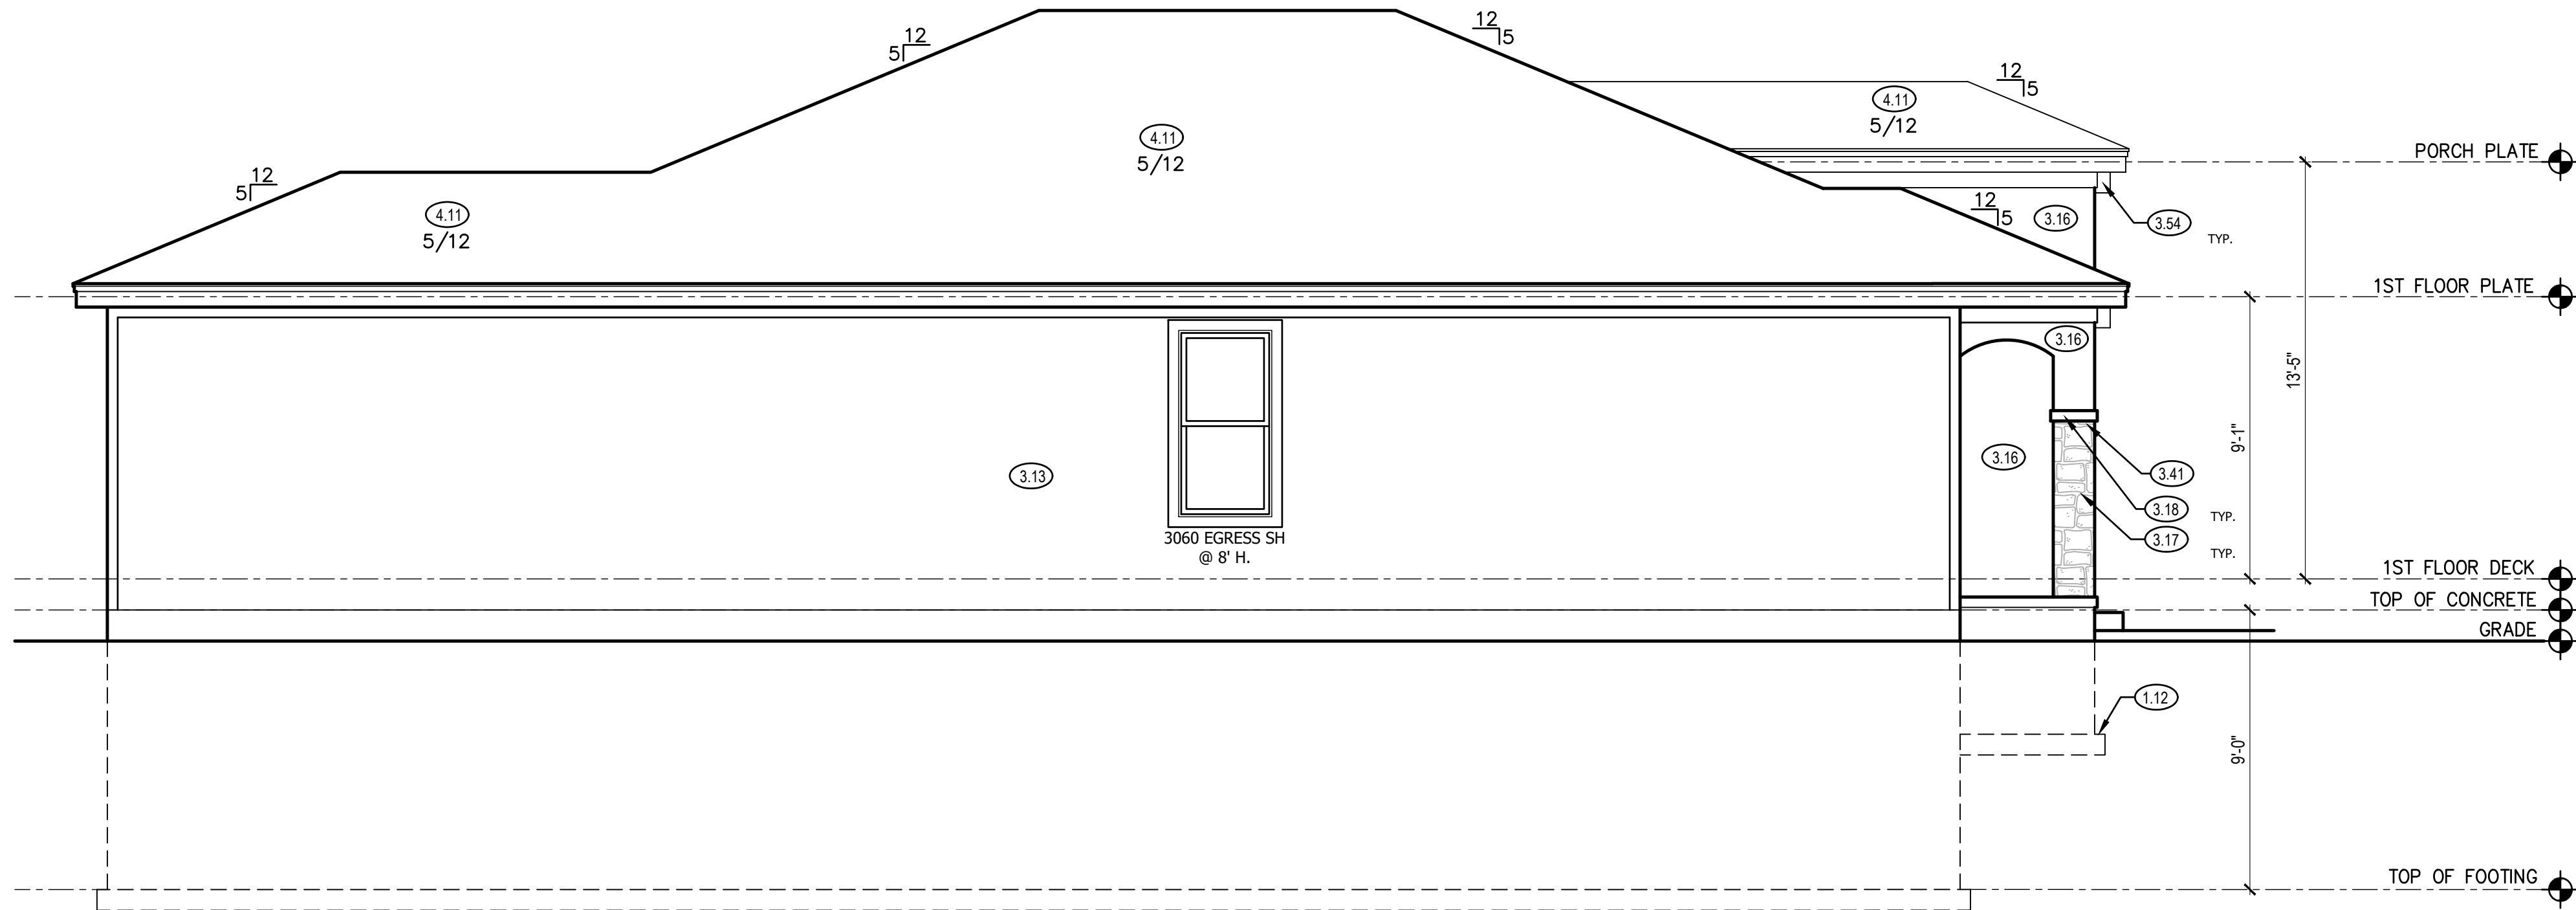 12
5
12
5
12
5
4.11
5/12
12
5
4.11
5/12
PORCH PLATE
12
5
4.11
5/12
12
5
3.16
3.54
TYP.
1ST FLOOR PLATE
3.16
13'-5"
9'-1"
3.13
3.16
3.41
3.18
TYP.
3.17
TYP.
3060 EGRESS SH
@ 8' H.
1ST FLOOR DECK
TOP OF CONCRETE
GRADE
1.12
9'-0"
TOP OF FOOTING